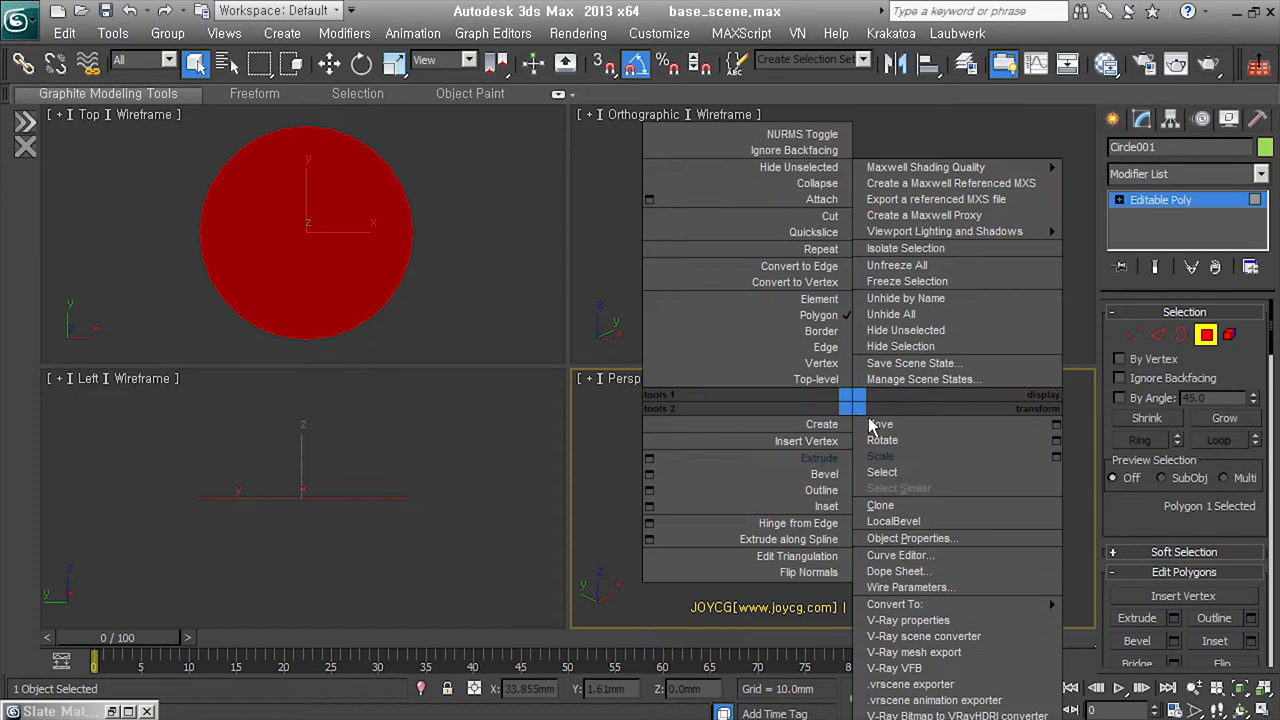 Workspace: Default
Autodesk 3ds Max 2013 x64 base_scene.max
Type a keyword or phrase
Edit Tools Group Views Create Modifiers Animation Graph Editors Rendering Customize MAXScript VN Help Krakatoa Laubwerk
All
View
3
Create Selection Set
Graphite Modeling Tools Freeform Selection Object Paint
[ + ] [ Top ] [ Wireframe ]
[ + ] [ Orthographic ] [ Wireframe ]
y
z
x
y
x
z
y
[ + ] [ Left ] [ Wireframe ]
[ + ] [ Persp
z
y
x
z
y
z
y
x
NURMS Toggle
Ignore Backfacing
Hide Unselected
Collapse
Attach
Cut
Quickslice
Repeat
Convert to Edge
Convert to Vertex
Element
Polygon
Border
Edge
Vertex
Top-level
tools 1
tools 2
Create
Insert Vertex
Extrude
Bevel
Outline
Inset
Hinge from Edge
Extrude along Spline
Edit Triangulation
Flip Normals
Maxwell Shading Quality
Create a Maxwell Referenced MXS
Export a referenced MXS file
Create a Maxwell Proxy
Viewport Lighting and Shadows
Isolate Selection
Unfreeze All
Freeze Selection
Unhide by Name
Unhide All
Hide Unselected
Hide Selection
Save Scene State...
Manage Scene States...
display
transform
Move
Rotate
Scale
Select
Select Similar
Clone
LocalBevel
Object Properties...
Curve Editor...
Dope Sheet...
Wire Parameters...
Convert To:
V-Ray properties
V-Ray scene converter
V-Ray mesh export
V-Ray VFB
.vrscene exporter
.vrscene animation exporter
V-Ray Bitmap to VRayHDRI converter
JOYCG[www.joycg.com] |
Circle001
Modifier List
Editable Poly
Selection
By Vertex
Ignore Backfacing
By Angle: 45.0
Shrink Grow
Ring Loop
Preview Selection
Off SubObj Multi
Polygon 1 Selected
Soft Selection
Edit Polygons
Insert Vertex
Extrude Outline
Bevel Inset
Bridge Flip
0 / 100
0 5 10 15 20 25 30 35 40 45 50 55 60 65 70 75 8
1 Object Selected
X: 33.855mm Y: 1.61mm Z: 0.0mm Grid = 10.0mm
Add Time Tag
0
Slate Mat...